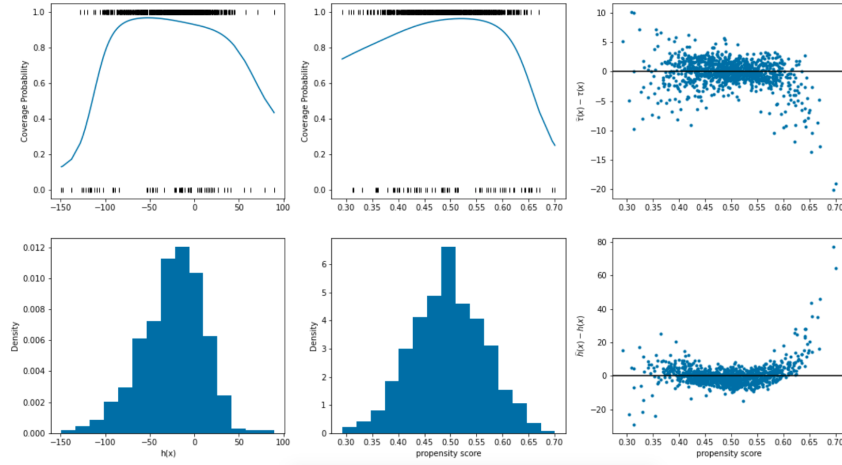 1.0
0.8
0.6
0.4
0.2
0.0
Coverage Probability
−150 −100 −50 0 50 100
1.0
0.8
0.6
0.4
0.2
0.0
Coverage Probability
0.30 0.35 0.40 0.45 0.50 0.55 0.60 0.65 0.70
10
5
0
−5
−10
−15
−20
τ̂(x) − τ(x)
0.30 0.35 0.40 0.45 0.50 0.55 0.60 0.65 0.70
0.012
0.010
0.008
0.006
0.004
0.002
0.000
Density
−150 −100 −50 0 50 100
h(x)
6
5
4
3
2
1
0
Density
0.30 0.35 0.40 0.45 0.50 0.55 0.60 0.65 0.70
propensity score
80
60
40
20
0
−20
ĥ(x) − h(x)
0.30 0.35 0.40 0.45 0.50 0.55 0.60 0.65 0.70
propensity score